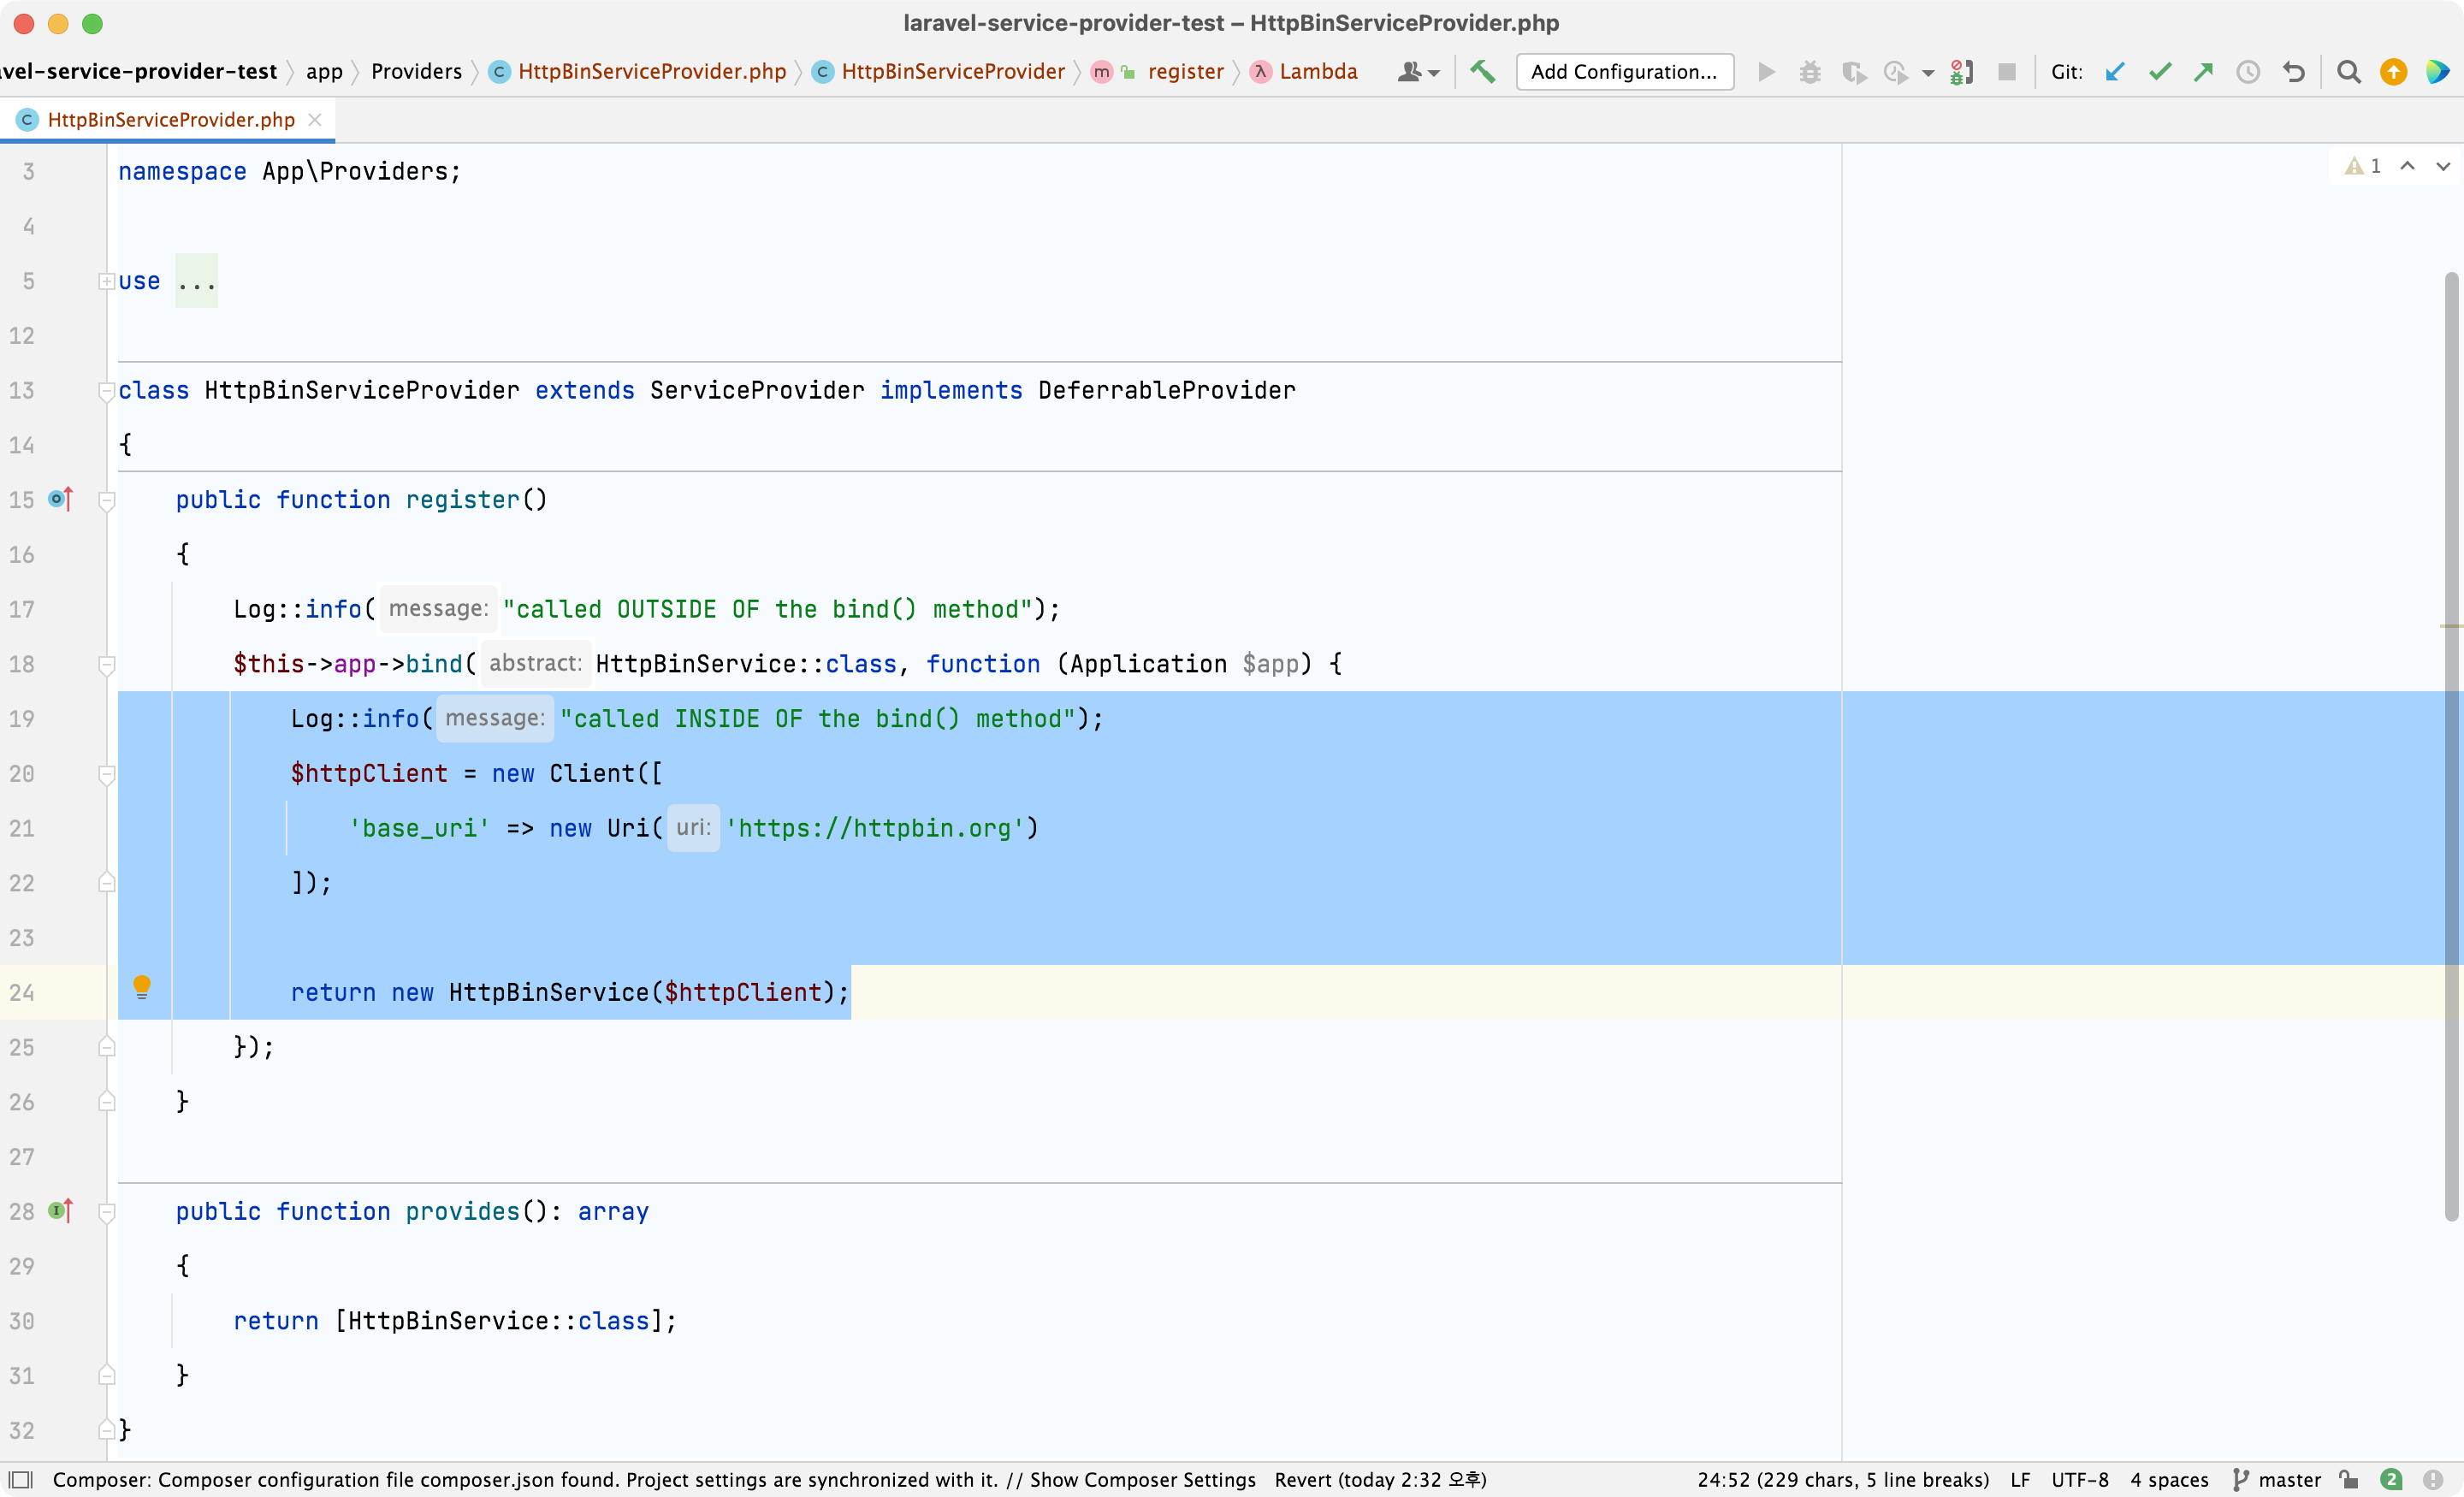 laravel-service-provider-test – HttpBinServiceProvider.php
avel-service-provider-test app Providers C HttpBinServiceProvider.php C HttpBinServiceProvider m register λ Lambda Add Configuration... Git:
C HttpBinServiceProvider.php
1
3 namespace App\Providers;
4
5 use ...
12
13 class HttpBinServiceProvider extends ServiceProvider implements DeferrableProvider
14 {
15 public function register()
16 {
17 Log::info( message: "called OUTSIDE OF the bind() method");
18 $this->app->bind( abstract: HttpBinService::class, function (Application $app) {
19 Log::info( message: "called INSIDE OF the bind() method");
20 $httpClient = new Client([
21 'base_uri' => new Uri( uri: 'https://httpbin.org')
22 ]);
23
24 return new HttpBinService($httpClient);
25 });
26 }
27
28 public function provides(): array
29 {
30 return [HttpBinService::class];
31 }
32 }
Composer: Composer configuration file composer.json found. Project settings are synchronized with it. // Show Composer Settings Revert (today 2:32 오후) 24:52 (229 chars, 5 line breaks) LF UTF-8 4 spaces master 2